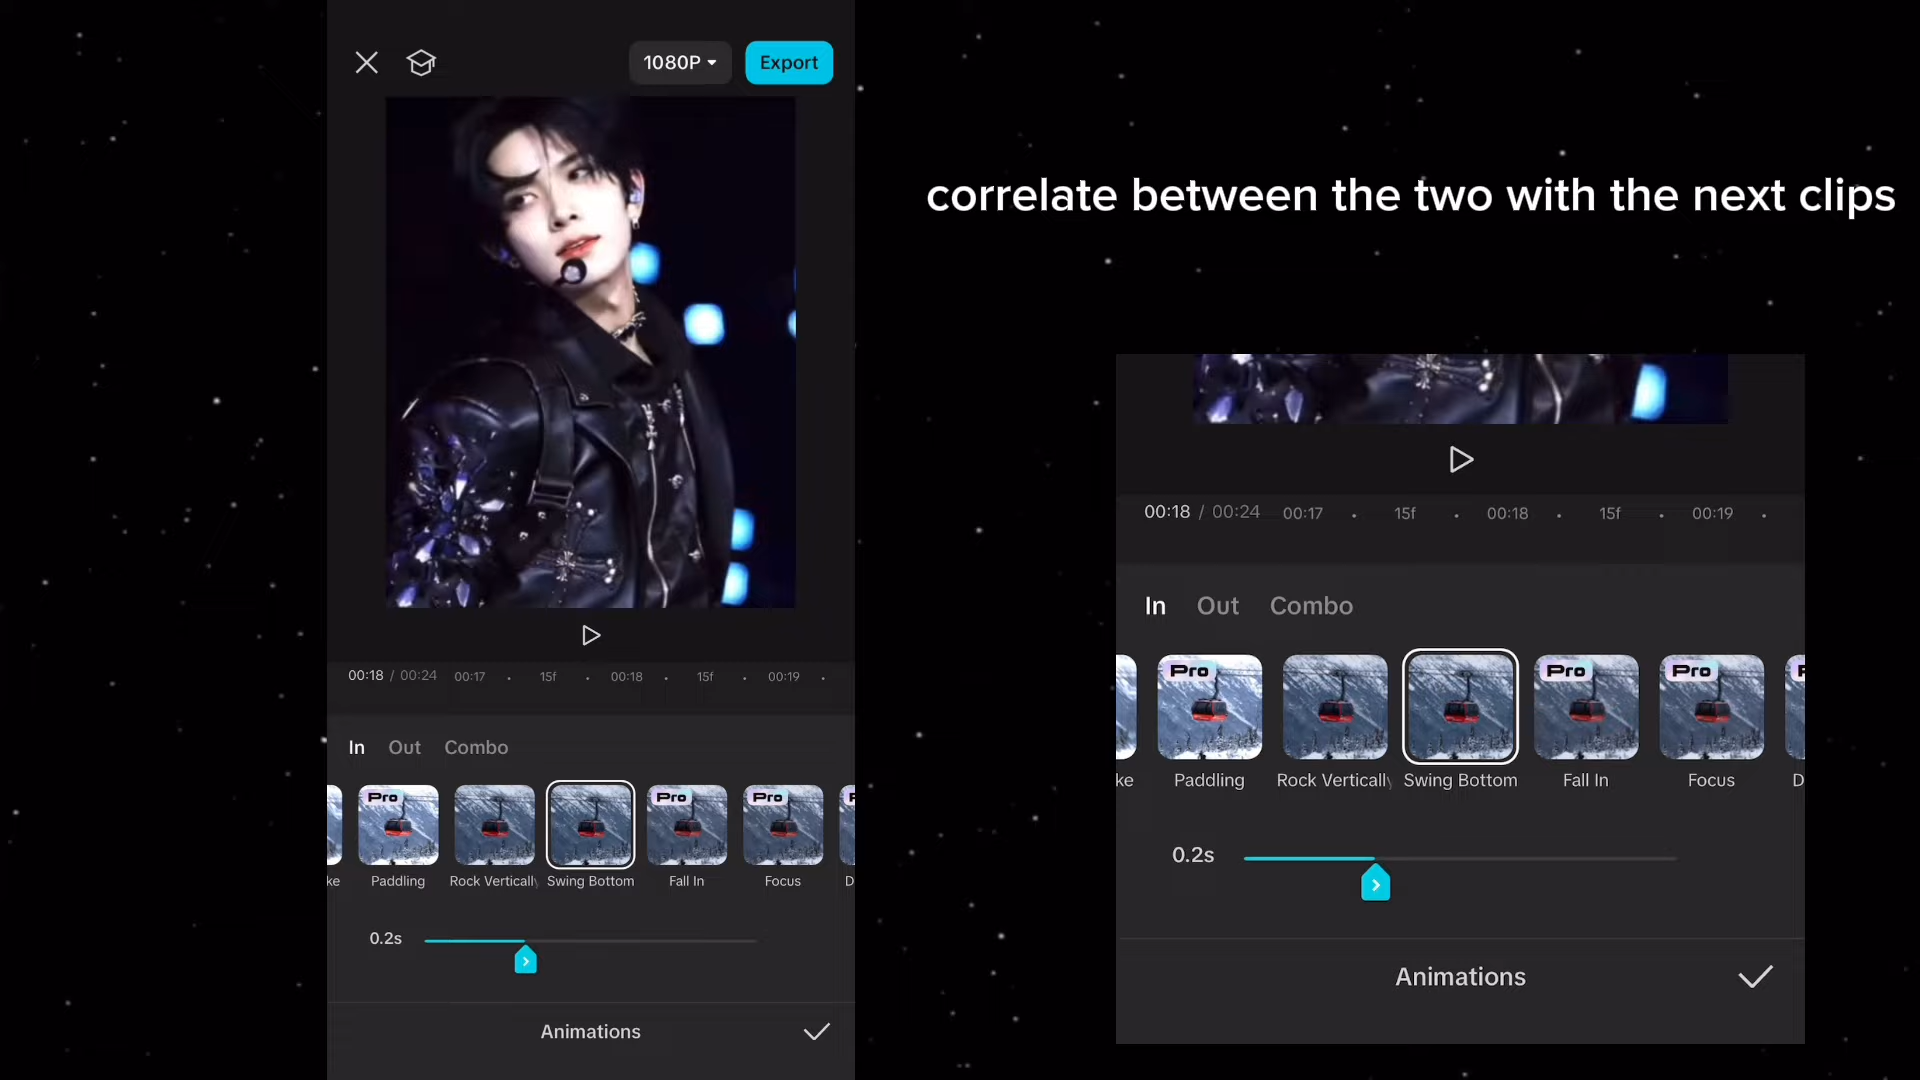 1080P
Export
00:18 / 00:24 00:17 15f 00:18 15f 00:19
In Out Combo
Pro Pro Pro
ke Paddling Rock Vertically Swing Bottom Fall In Focus D
0.2s
Animations
correlate between the two with the next clips
00:18 / 00:24 00:17 15f 00:18 15f 00:19
In Out Combo
Pro Pro Pro
ke Paddling Rock Vertically Swing Bottom Fall In Focus D
0.2s
Animations